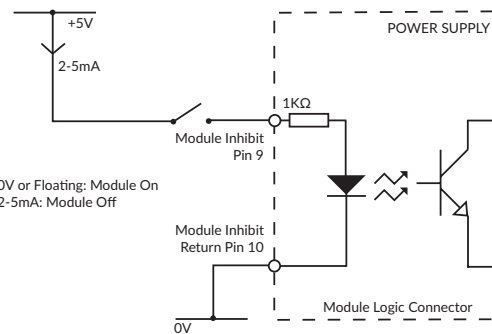 +5V
POWER SUPPLY
2-5mA
1KΩ
Module Inhibit
Pin 9
0V or Floating: Module On
2-5mA: Module Off
Module Inhibit
Return Pin 10
Module Logic Connector
0V